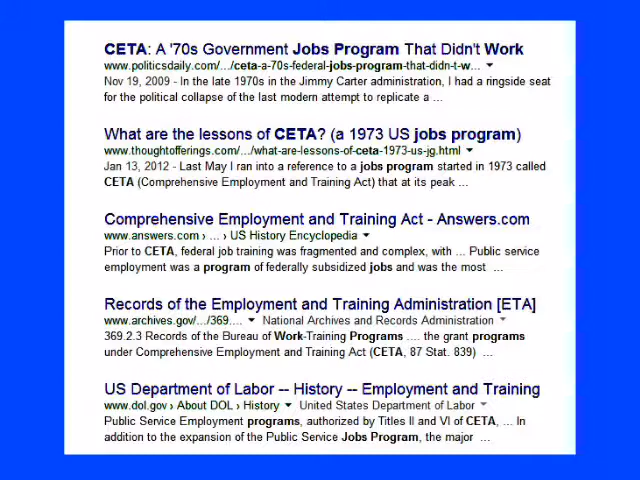 CETA: A '70s Government Jobs Program That Didn't Work
www.politicsdaily.com/.../ceta-a-70s-federal-jobs-program-that-didn-t-w...
Nov 19, 2009 - In the late 1970s in the Jimmy Carter administration, I had a ringside seat
for the political collapse of the last modern attempt to replicate a ...
What are the lessons of CETA? (a 1973 US jobs program)
www.thoughtofferings.com/.../what-are-lessons-of-ceta-1973-us-jg.html
Jan 13, 2012 - Last May I ran into a reference to a jobs program started in 1973 called
CETA (Comprehensive Employment and Training Act) that at its peak ...
Comprehensive Employment and Training Act - Answers.com
www.answers.com › ... › US History Encyclopedia
Prior to CETA, federal job training was fragmented and complex, with ... Public service
employment was a program of federally subsidized jobs and was the most ...
Records of the Employment and Training Administration [ETA]
www.archives.gov/.../369.... National Archives and Records Administration
369.2.3 Records of the Bureau of Work-Training Programs .... the grant programs
under Comprehensive Employment and Training Act (CETA, 87 Stat. 839) ...
US Department of Labor -- History -- Employment and Training
www.dol.gov › About DOL › History United States Department of Labor
Public Service Employment programs, authorized by Titles II and VI of CETA, ... In
addition to the expansion of the Public Service Jobs Program, the major ...